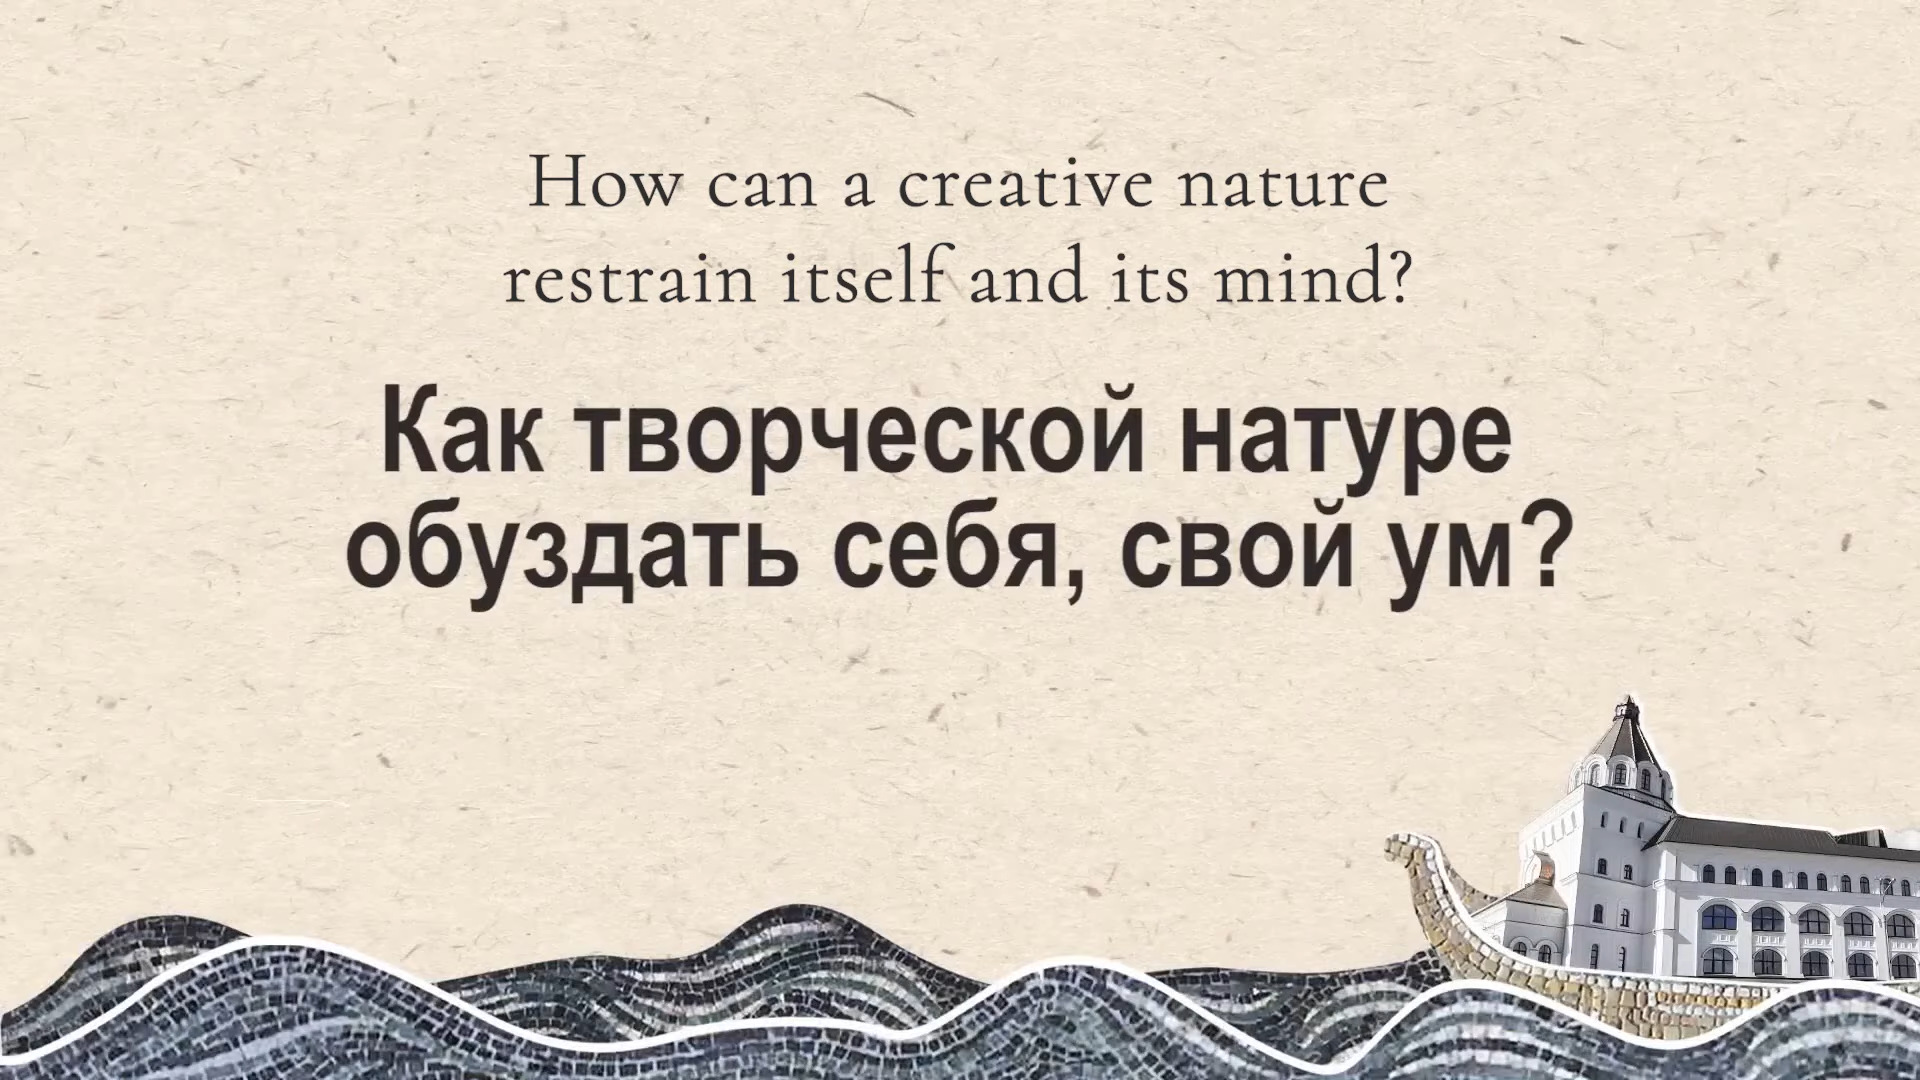 How can a creative nature
restrain itself and its mind?
Как творческой натуре
обуздать себя, свой ум?